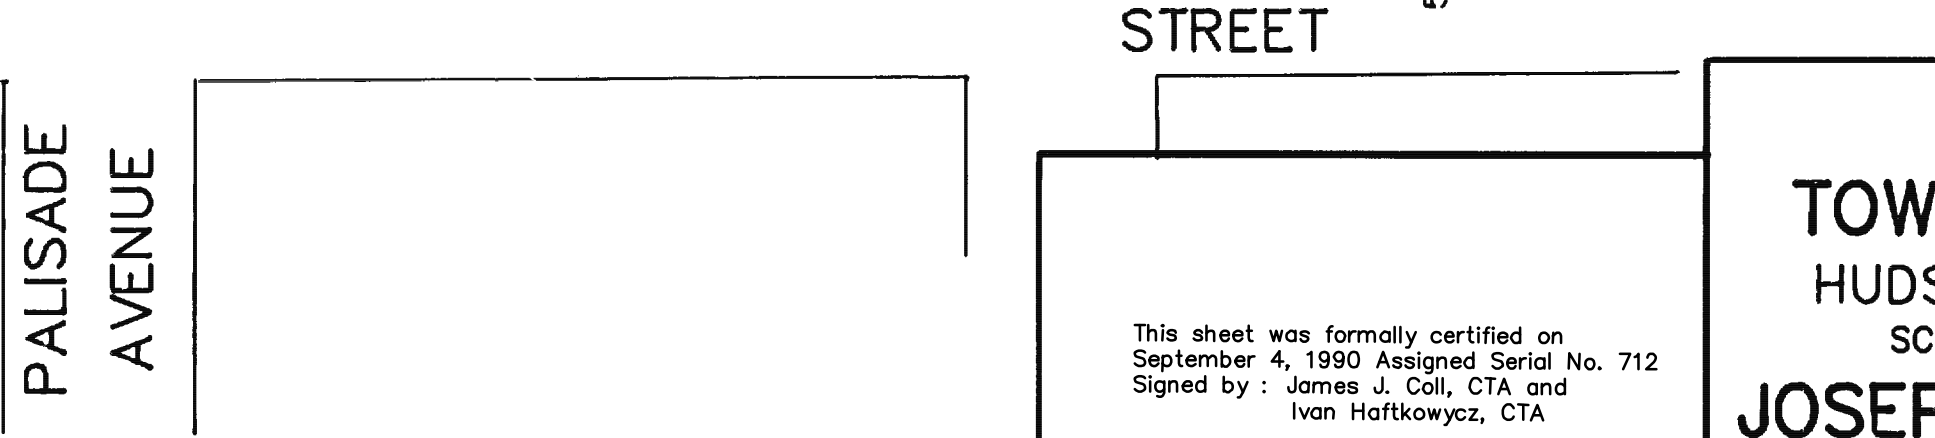 STREET
PALISADE
AVENUE
This sheet was formally certified on
September 4, 1990 Assigned Serial No. 712
Signed by : James J. Coll, CTA and
Ivan Haftkowycz, CTA